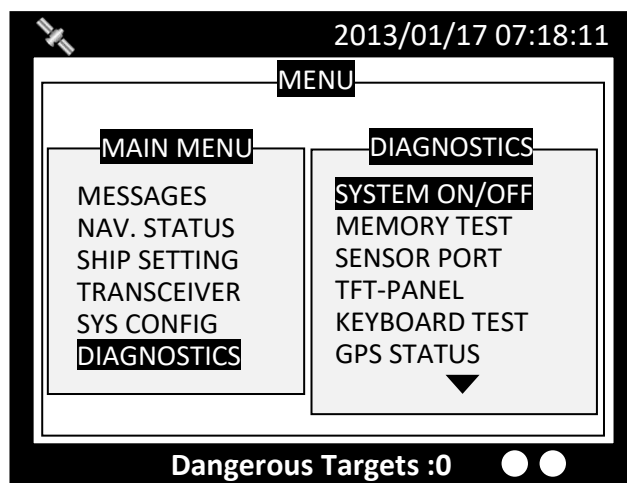 2013/01/17 07:18:11
MENU
MAIN MENU
MESSAGES
NAV. STATUS
SHIP SETTING
TRANSCEIVER
SYS CONFIG
DIAGNOSTICS
DIAGNOSTICS
SYSTEM ON/OFF
MEMORY TEST
SENSOR PORT
TFT-PANEL
KEYBOARD TEST
GPS STATUS
Dangerous Targets :0